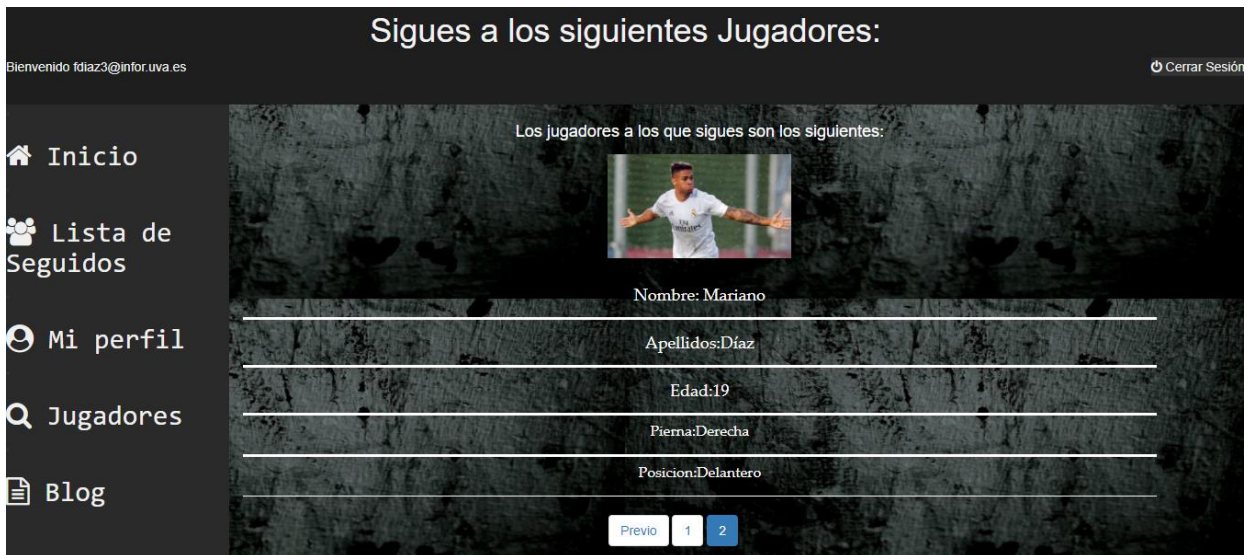 Sigues a los siguientes Jugadores:
Bienvenido fdiaz3@infor.uva.es
Cerrar Sesión
Inicio
Lista de
Seguidos
Mi perfil
Jugadores
Blog
Los jugadores a los que sigues son los siguientes:
Nombre: Mariano
Apellidos:Díaz
Edad:19
Pierna:Derecha
Posicion:Delantero
Previo 1 2